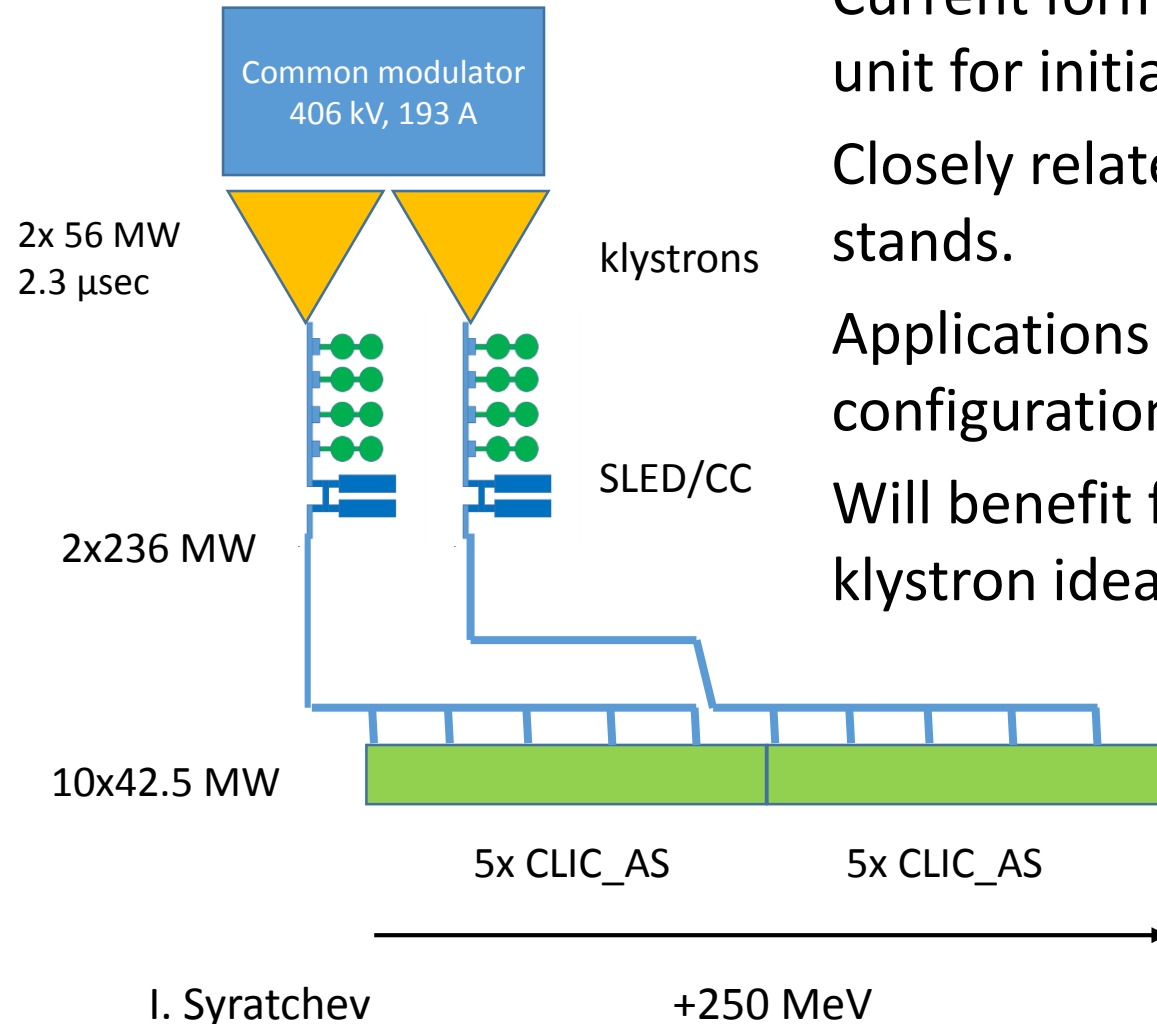 Common modulator
406 kV, 193 A
2x 56 MW
2.3 μsec
klystrons
SLED/CC
2x236 MW
10x42.5 MW
5x CLIC_AS
5x CLIC_AS
I. Syratchev
+250 MeV
Current form
unit for initia
Closely relate
stands.
Applications
configuration
Will benefit f
klystron idea